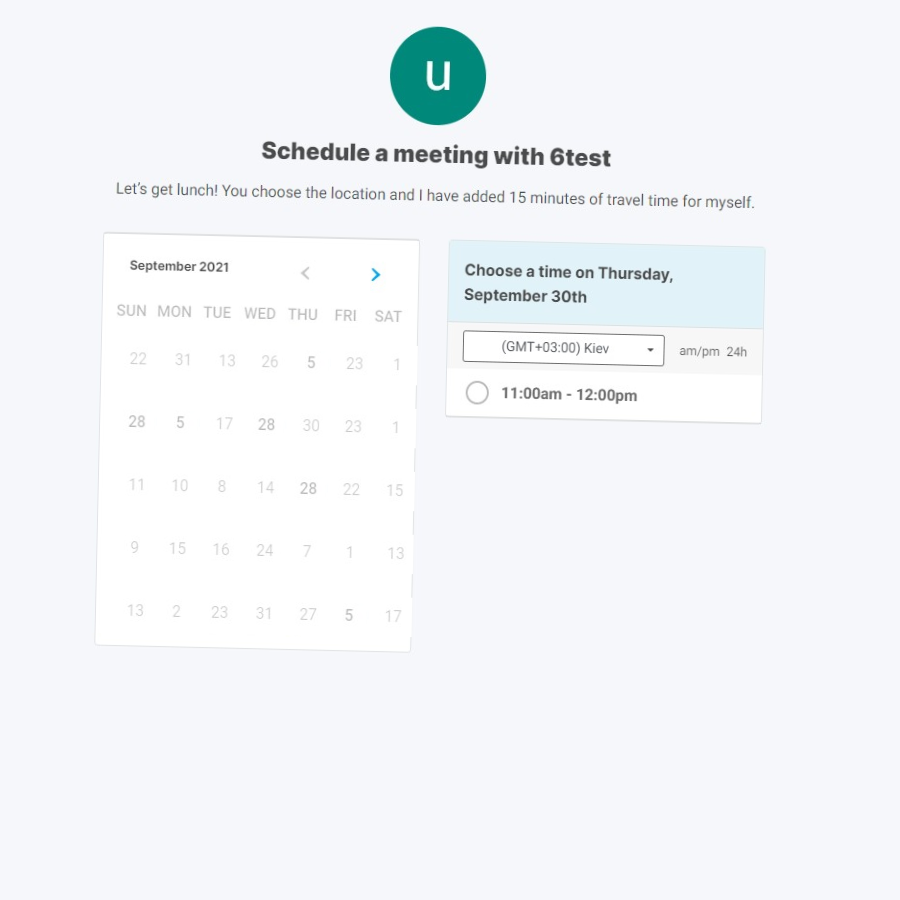 u
Schedule a meeting with 6test
Let's get lunch! You choose the location and I have added 15 minutes of travel time for myself.
September 2021
SUN MON TUE WED THU FRI SAT
22 31 13 26 5 23 1
28 5 17 28 30 23 1
11 10 8 14 28 22 15
9 15 16 24 7 1 13
13 2 23 31 27 5 17
Choose a time on Thursday,
September 30th
(GMT+03:00) Kiev
am/pm 24h
11:00am - 12:00pm